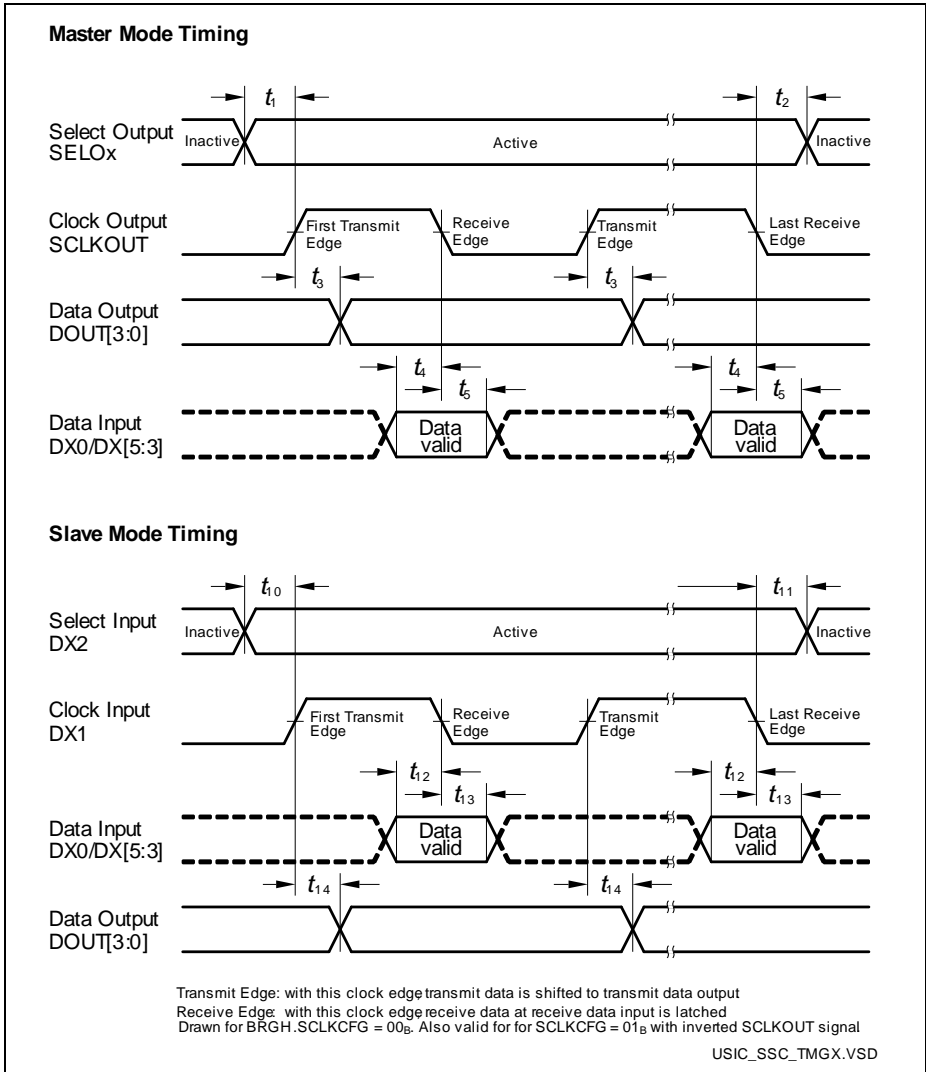 Master Mode Timing
t1
t2
Select Output
SELOx
Inactive
Active
Inactive
Clock Output
SCLKOUT
First Transmit
Edge
Receive
Edge
Transmit
Edge
Last Receive
Edge
t3
t3
Data Output
DOUT[3:0]
t4
t5
t4
t5
Data Input
DX0/DX[5:3]
Data
valid
Data
valid
Slave Mode Timing
t10
t11
Select Input
DX2
Inactive
Active
Inactive
Clock Input
DX1
First Transmit
Edge
Receive
Edge
Transmit
Edge
Last Receive
Edge
t12
t13
t12
t13
Data Input
DX0/DX[5:3]
Data
valid
Data
valid
t14
t14
Data Output
DOUT[3:0]
Transmit Edge: with this clock edge, transmit data is shifted to transmit data output
Receive Edge: with this clock edge, receive data at receive data input is latched
Drawn for BRGH.SCLKCFG = 00B. Also valid for for SCLKCFG = 01B with inverted SCLKOUT signal.
USIC_SSC_TMGX.VSD